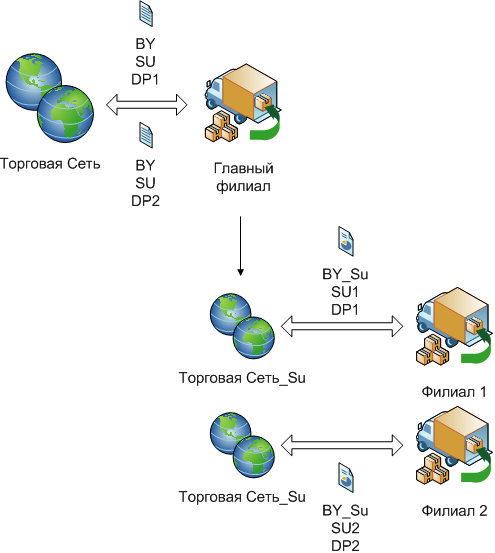 BY
SU
DP1
Торговая Сеть
BY
SU
DP2
Главный
филиал
BY_Su
SU1
DP1
Торговая Сеть_Su
Филиал 1
Торговая Сеть_Su
BY_Su
SU2
DP2
Филиал 2